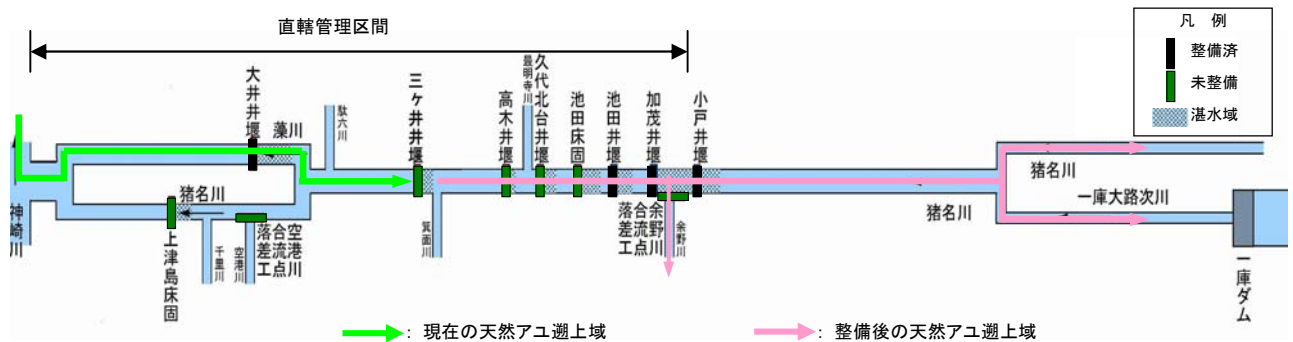 直轄管理区間
凡 例
整備済
未整備
湛水域
大井井堰
藻川
駄六川
三ケ井井堰
高木井堰
最明寺川
久代北台井堰
池田床固
池田井堰
加茂井堰
小戸井堰
神崎川
猪名川
上津島床固
千里川
空港川
空港川
合流点
落差工
箕面川
余野川
合流点
落差工
余野川
猪名川
猪名川
一庫大路次川
一庫ダム
: 現在の天然アユ遡上域
: 整備後の天然アユ遡上域